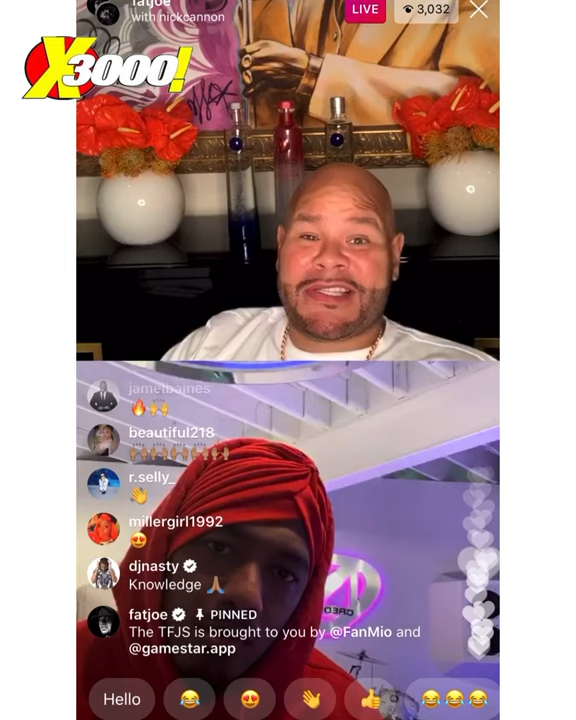 fatjoe
with nickcannon
LIVE
3,032
X3000!
jamelbaines
🔥🙌
beautiful218
r.selly_
👋
millergirl1992
😍
djnasty
Knowledge 🙏🏽
fatjoe PINNED
The TFJS is brought to you by @FanMio and
@gamestar.app
Hello 😂 😍 👋 👍 😂😂😂